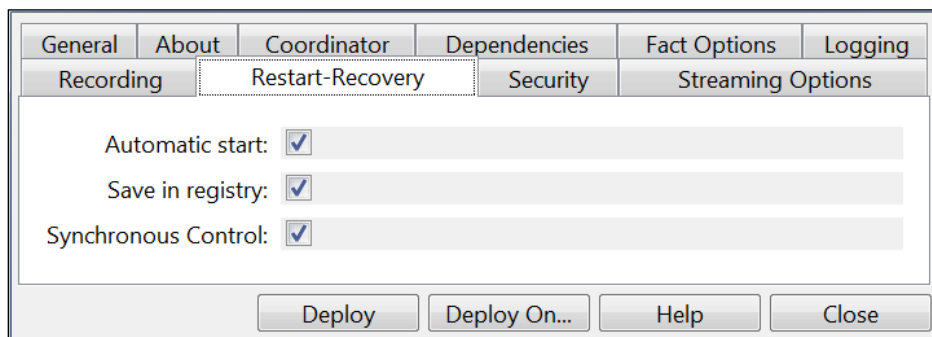 General About Coordinator Dependencies Fact Options Logging
Recording Restart-Recovery Security Streaming Options
Automatic start:
Save in registry:
Synchronous Control:
Deploy Deploy On... Help Close